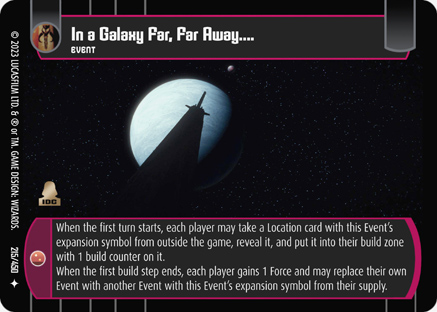 In a Galaxy Far, Far Away....
EVENT
© 2023 LUCASFILM LTD. & ® or TM. GAME DESIGN: WIZARDS.
215/450
IDC
When the first turn starts, each player may take a Location card with this Event's
expansion symbol from outside the game, reveal it, and put it into their build zone
with 1 build counter on it.
When the first build step ends, each player gains 1 Force and may replace their own
Event with another Event with this Event's expansion symbol from their supply.